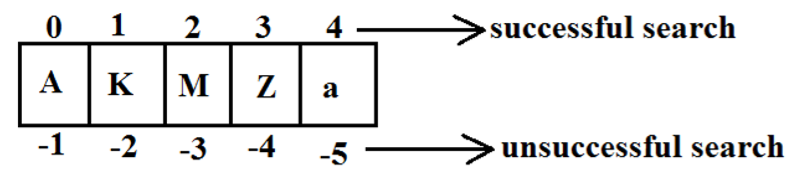 0 1 2 3 4 successful search
A K M Z a
-1 -2 -3 -4 -5 unsuccessful search